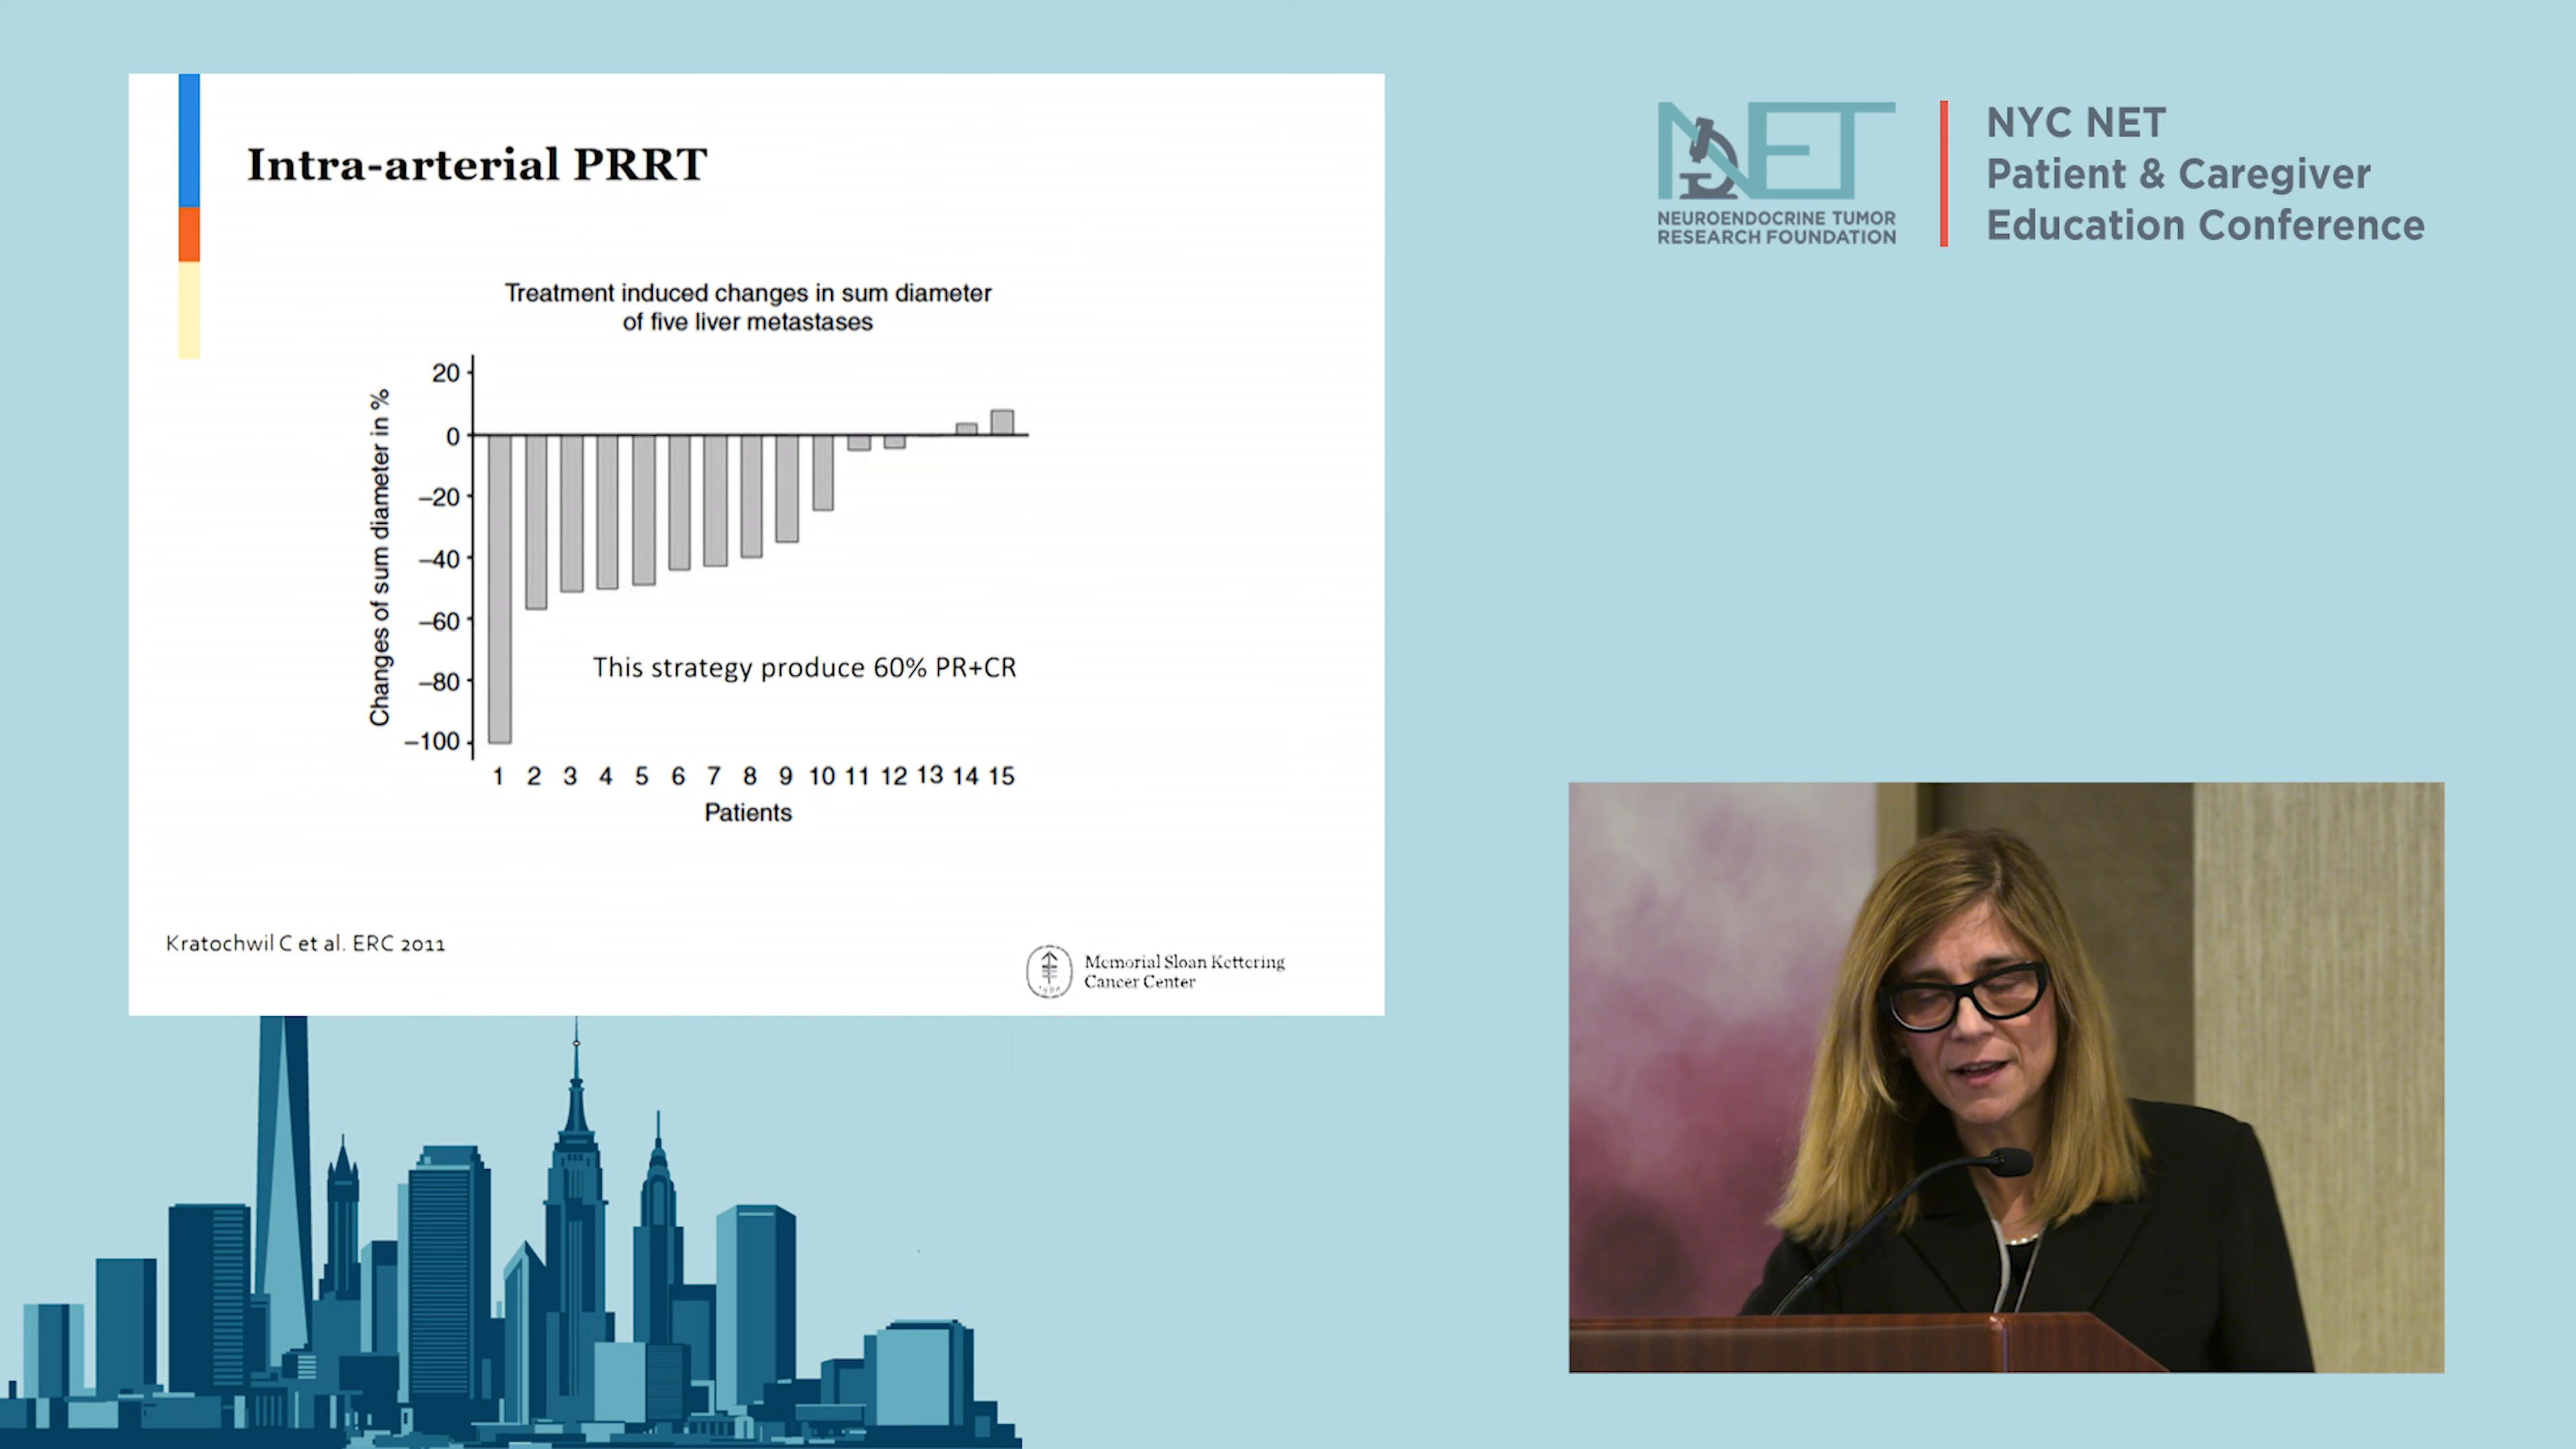 Intra-arterial PRRT
Treatment induced changes in sum diameter
of five liver metastases
Changes of sum diameter in %
20
0
–20
–40
–60
–80
–100
This strategy produce 60% PR+CR
1 2 3 4 5 6 7 8 9 10 11 12 13 14 15
Patients
Kratochwil C et al. ERC 2011
Memorial Sloan Kettering
Cancer Center
NET
NEUROENDOCRINE TUMOR
RESEARCH FOUNDATION
NYC NET
Patient & Caregiver
Education Conference